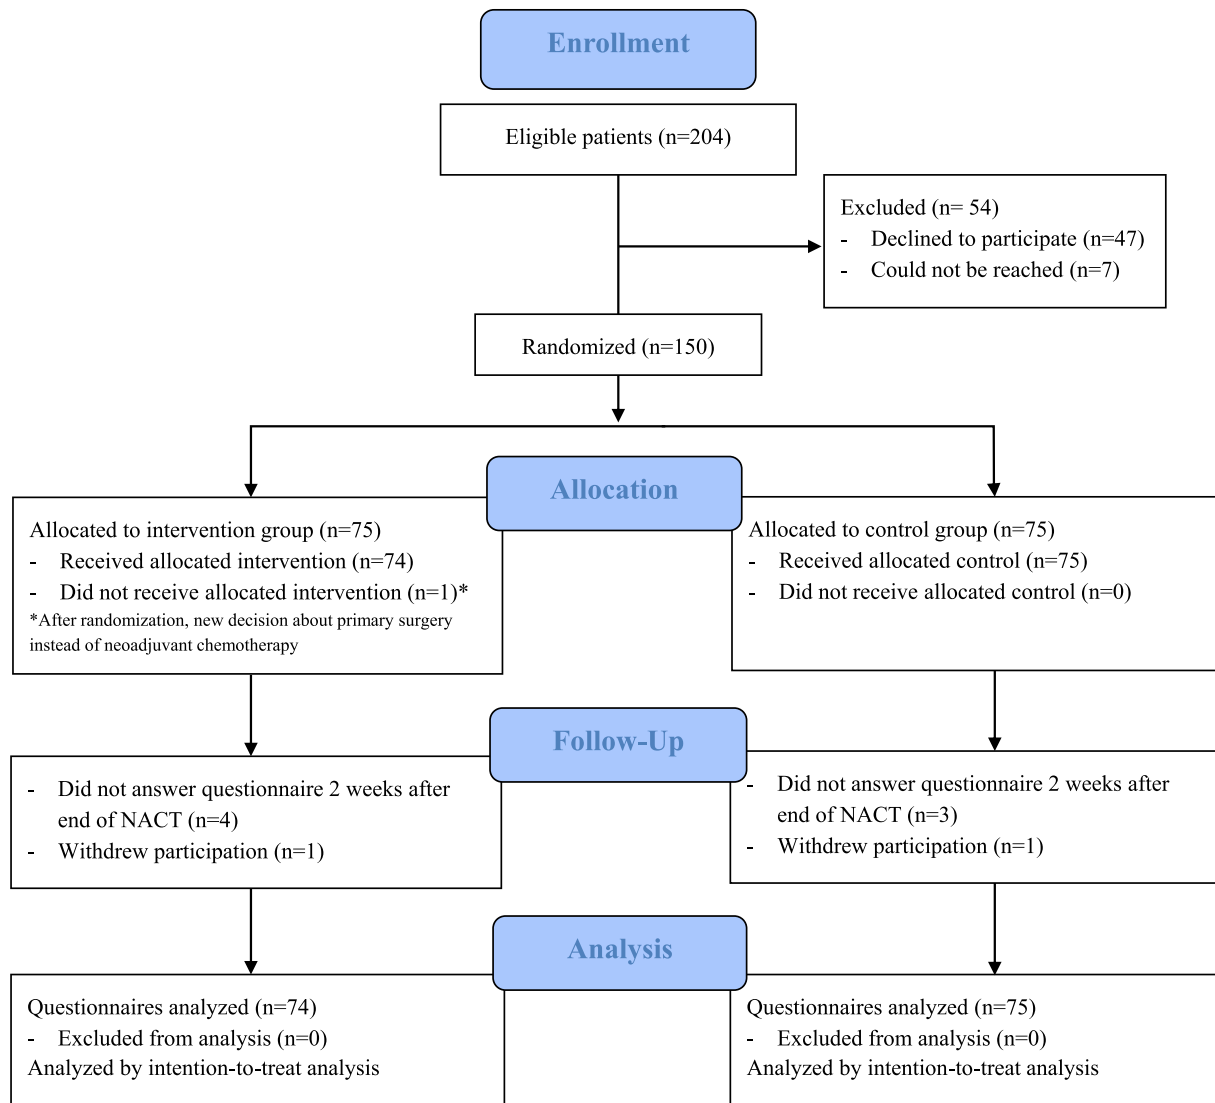 Enrollment
Eligible patients (n=204)
Excluded (n= 54)
- Declined to participate (n=47)
- Could not be reached (n=7)
Randomized (n=150)
Allocation
Allocated to intervention group (n=75)
- Received allocated intervention (n=74)
- Did not receive allocated intervention (n=1)*
*After randomization, new decision about primary surgery
instead of neoadjuvant chemotherapy
Allocated to control group (n=75)
- Received allocated control (n=75)
- Did not receive allocated control (n=0)
Follow-Up
- Did not answer questionnaire 2 weeks after
end of NACT (n=4)
- Withdrew participation (n=1)
- Did not answer questionnaire 2 weeks after
end of NACT (n=3)
- Withdrew participation (n=1)
Analysis
Questionnaires analyzed (n=74)
- Excluded from analysis (n=0)
Analyzed by intention-to-treat analysis
Questionnaires analyzed (n=75)
- Excluded from analysis (n=0)
Analyzed by intention-to-treat analysis